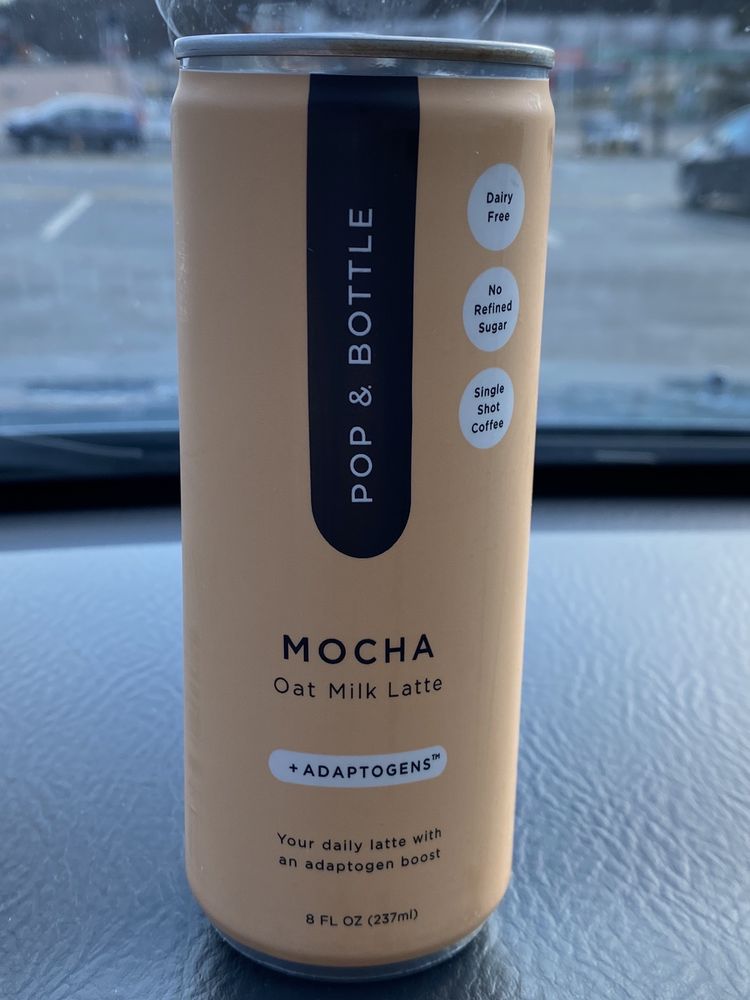 POP & BOTTLE
Dairy
Free
No
Refined
Sugar
Single
Shot
Coffee
MOCHA
Oat Milk Latte
+ADAPTOGENS™
Your daily latte with
an adaptogen boost
8 FL OZ (237ml)